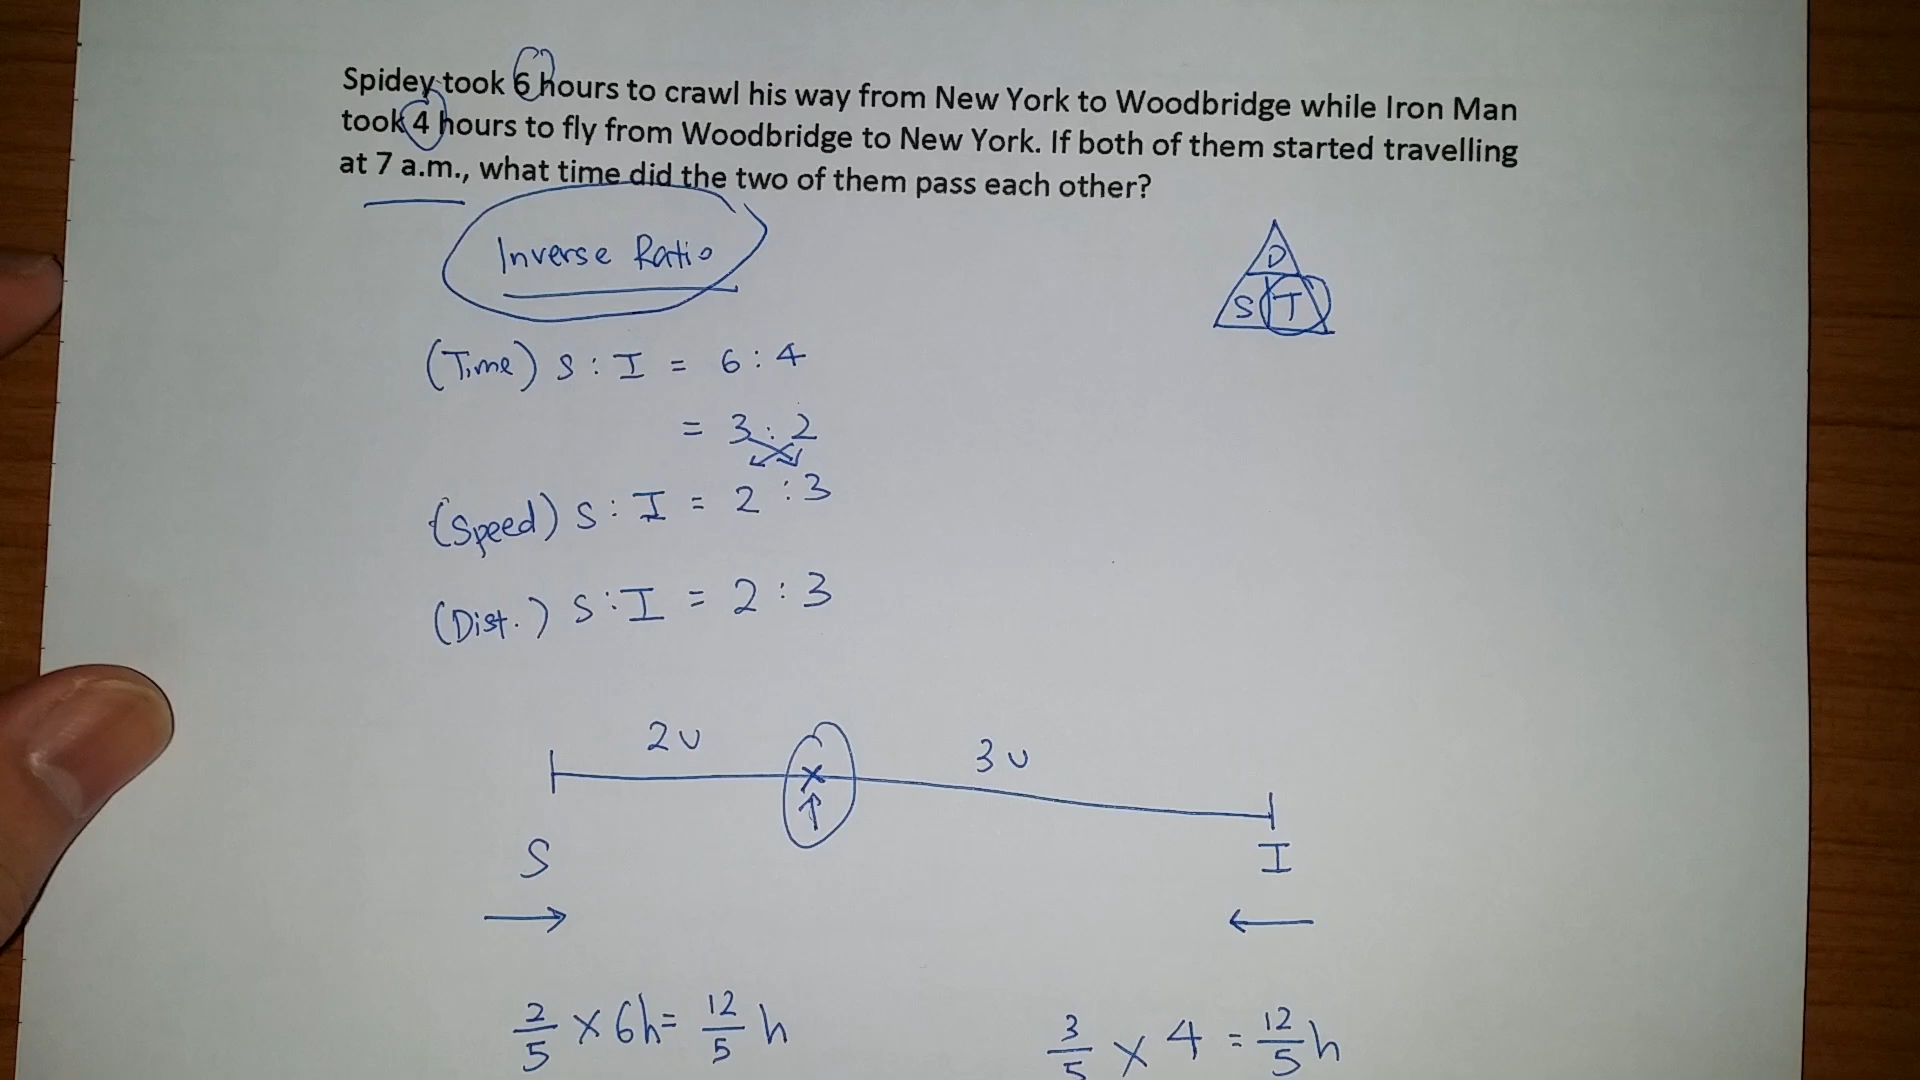 Spidey took 6 hours to crawl his way from New York to Woodbridge while Iron Man
took 4 hours to fly from Woodbridge to New York. If both of them started travelling
at 7 a.m., what time did the two of them pass each other?
Inverse Ratio
D
S T
(Time) S : I = 6 : 4
= 3 : 2
(Speed) S : I = 2 : 3
(Dist.) S : I = 2 : 3
2u 3u
S I
2/5 × 6h = 12/5 h 3/5 × 4 = 12/5 h